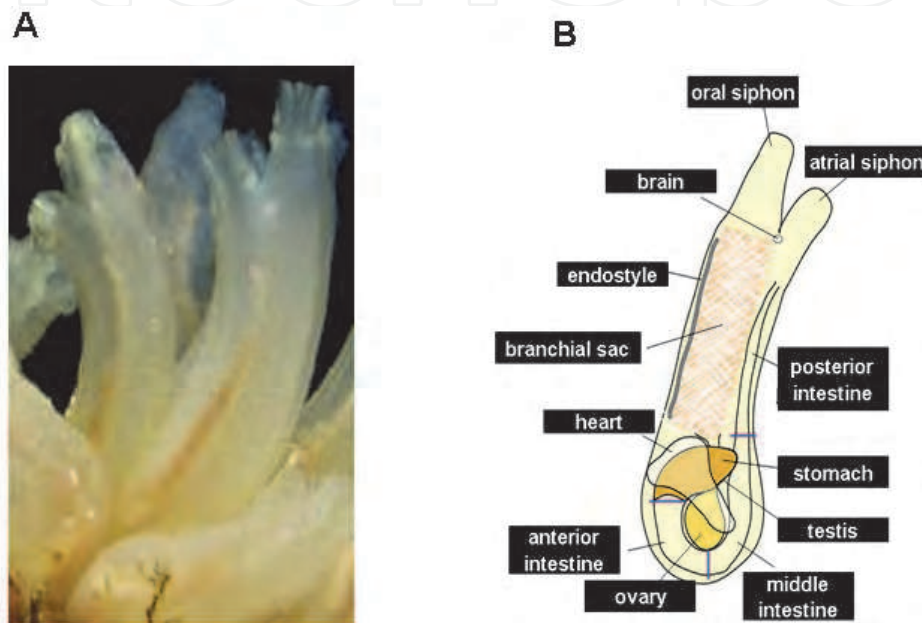 A
B
oral siphon
atrial siphon
brain
endostyle
branchial sac
posterior
intestine
heart
stomach
testis
anterior
intestine
ovary
middle
intestine